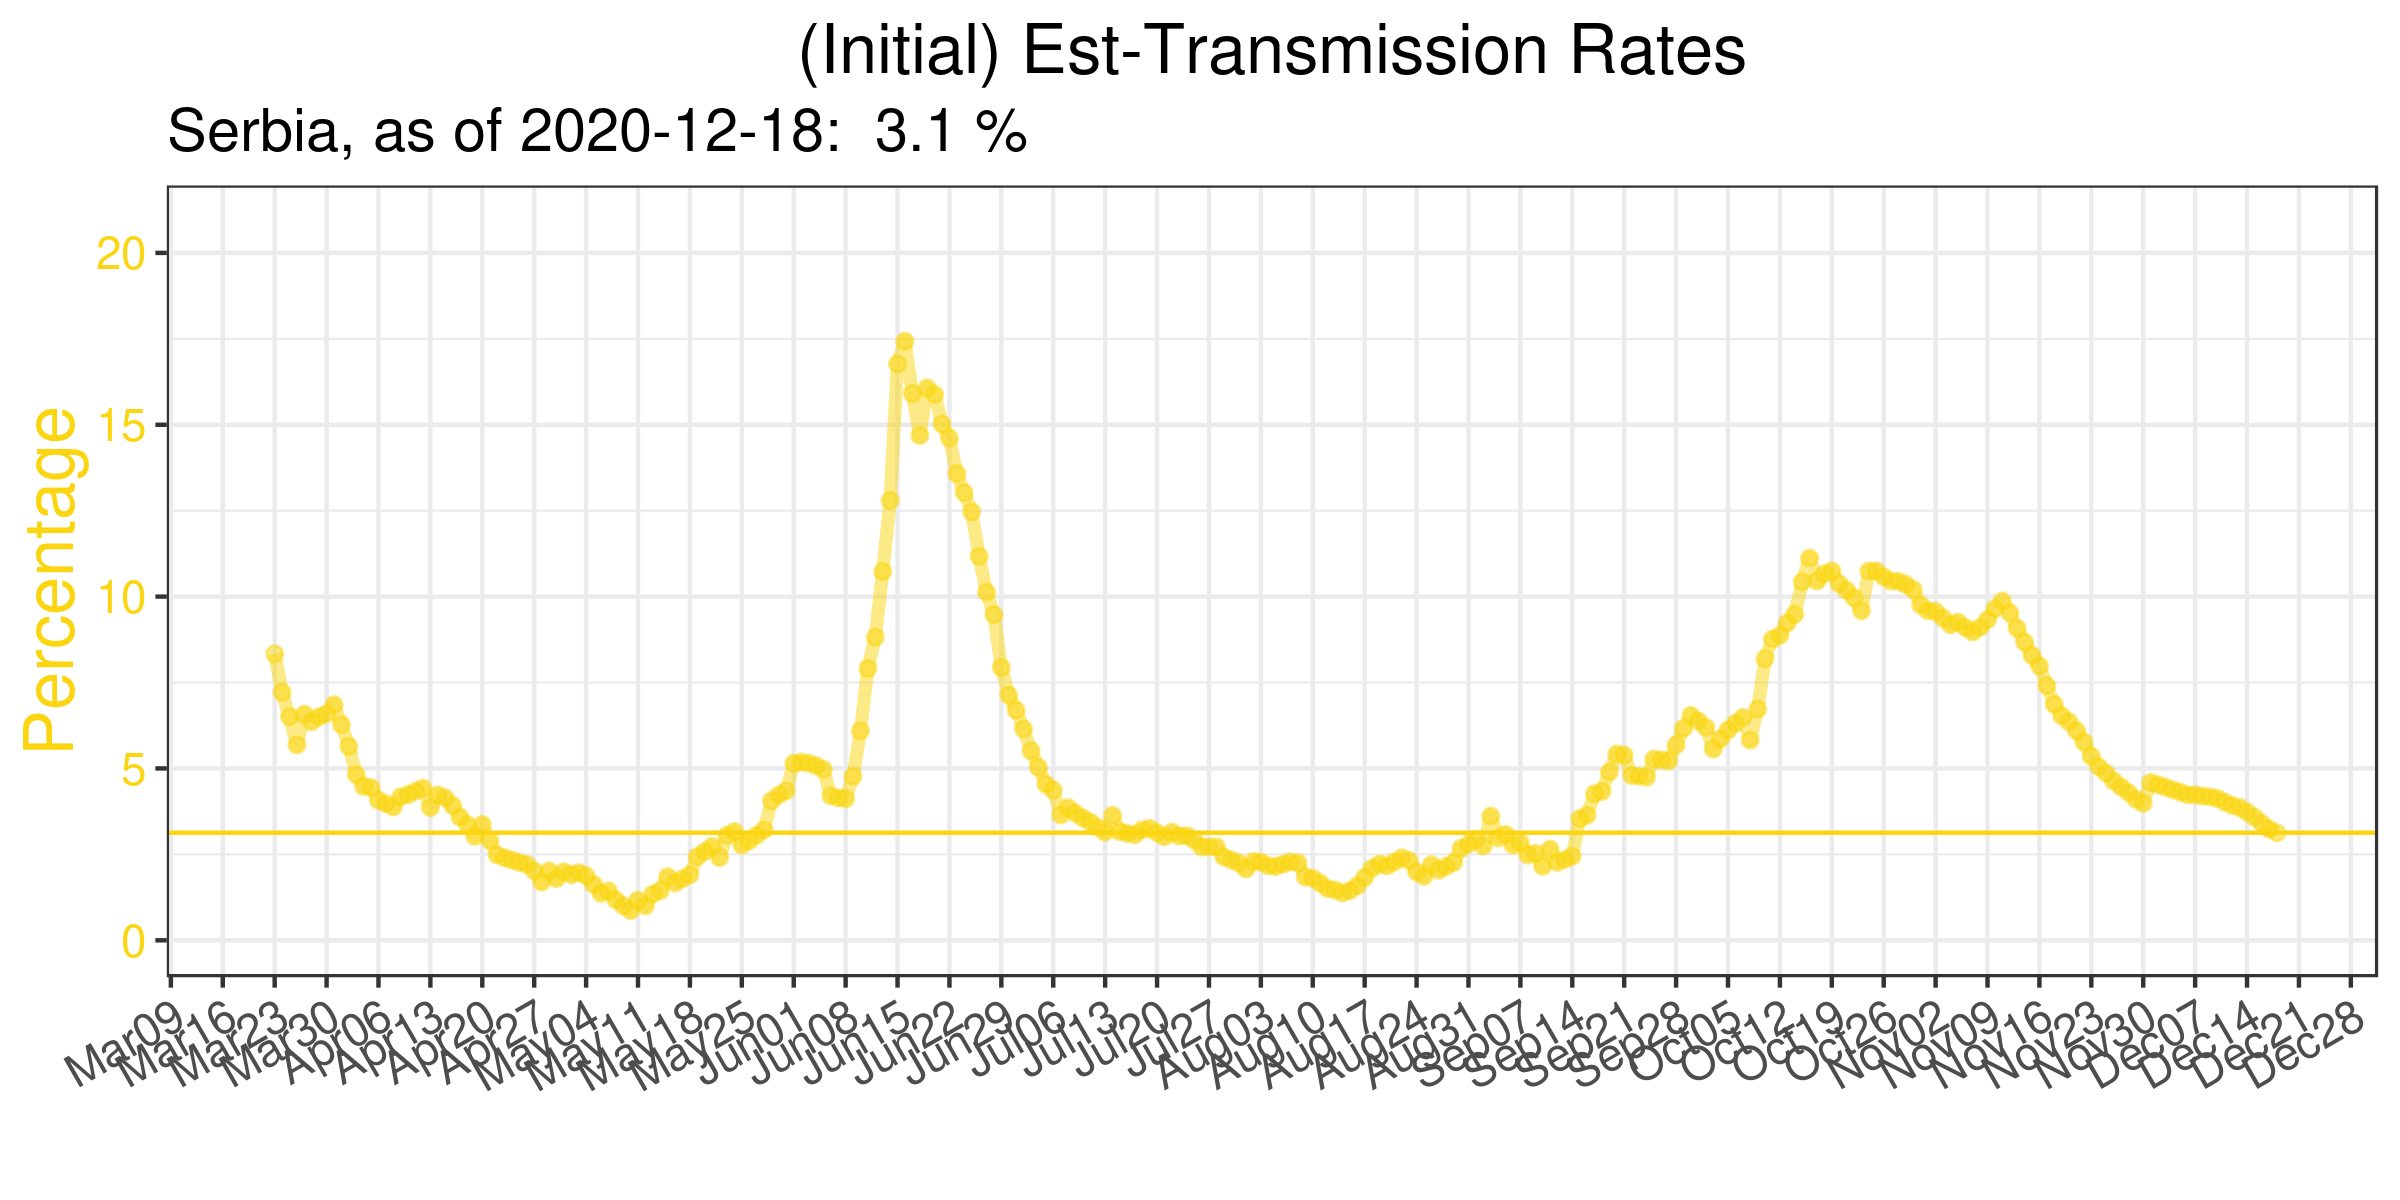 (Initial) Est-Transmission Rates
Serbia, as of 2020-12-18:  3.1 %
Percentage
20
15
10
5
0
Mar09
Mar16
Mar23
Mar30
Apr06
Apr13
Apr20
Apr27
May04
May11
May18
May25
Jun01
Jun08
Jun15
Jun22
Jun29
Jul06
Jul13
Jul20
Jul27
Aug03
Aug10
Aug17
Aug24
Aug31
Sep07
Sep14
Sep21
Sep28
Oct05
Oct12
Oct19
Oct26
Nov02
Nov09
Nov16
Nov23
Nov30
Dec07
Dec14
Dec21
Dec28